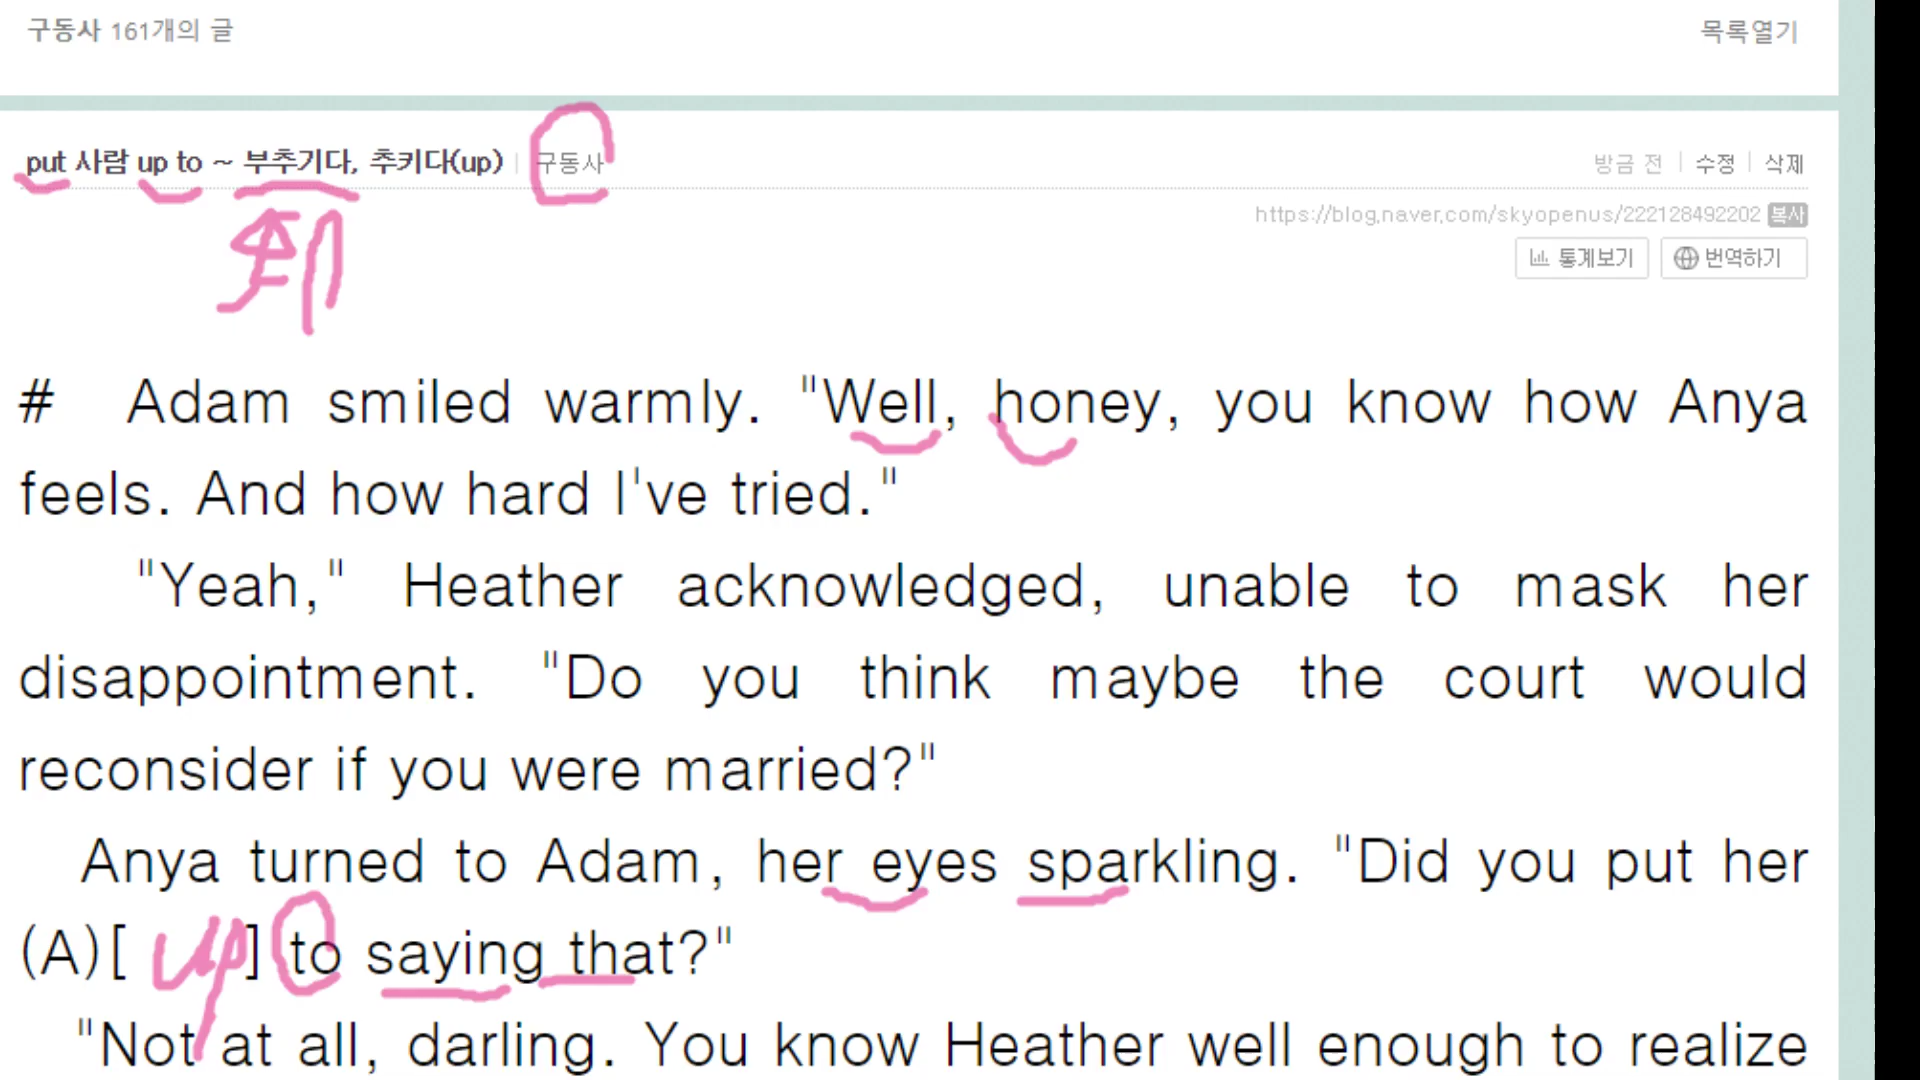 구동사 161개의 글 목록열기
put 사람 up to ~ 부추기다, 추키다(up) | 구동사 방금 전 | 수정 | 삭제
https://blog.naver.com/skyopenus/222128492202 복사
통계보기 번역하기
# Adam smiled warmly. "Well, honey, you know how Anya
feels. And how hard I've tried."
"Yeah," Heather acknowledged, unable to mask her
disappointment. "Do you think maybe the court would
reconsider if you were married?"
Anya turned to Adam, her eyes sparkling. "Did you put her
(A)[ up ] to saying that?"
"Not at all, darling. You know Heather well enough to realize